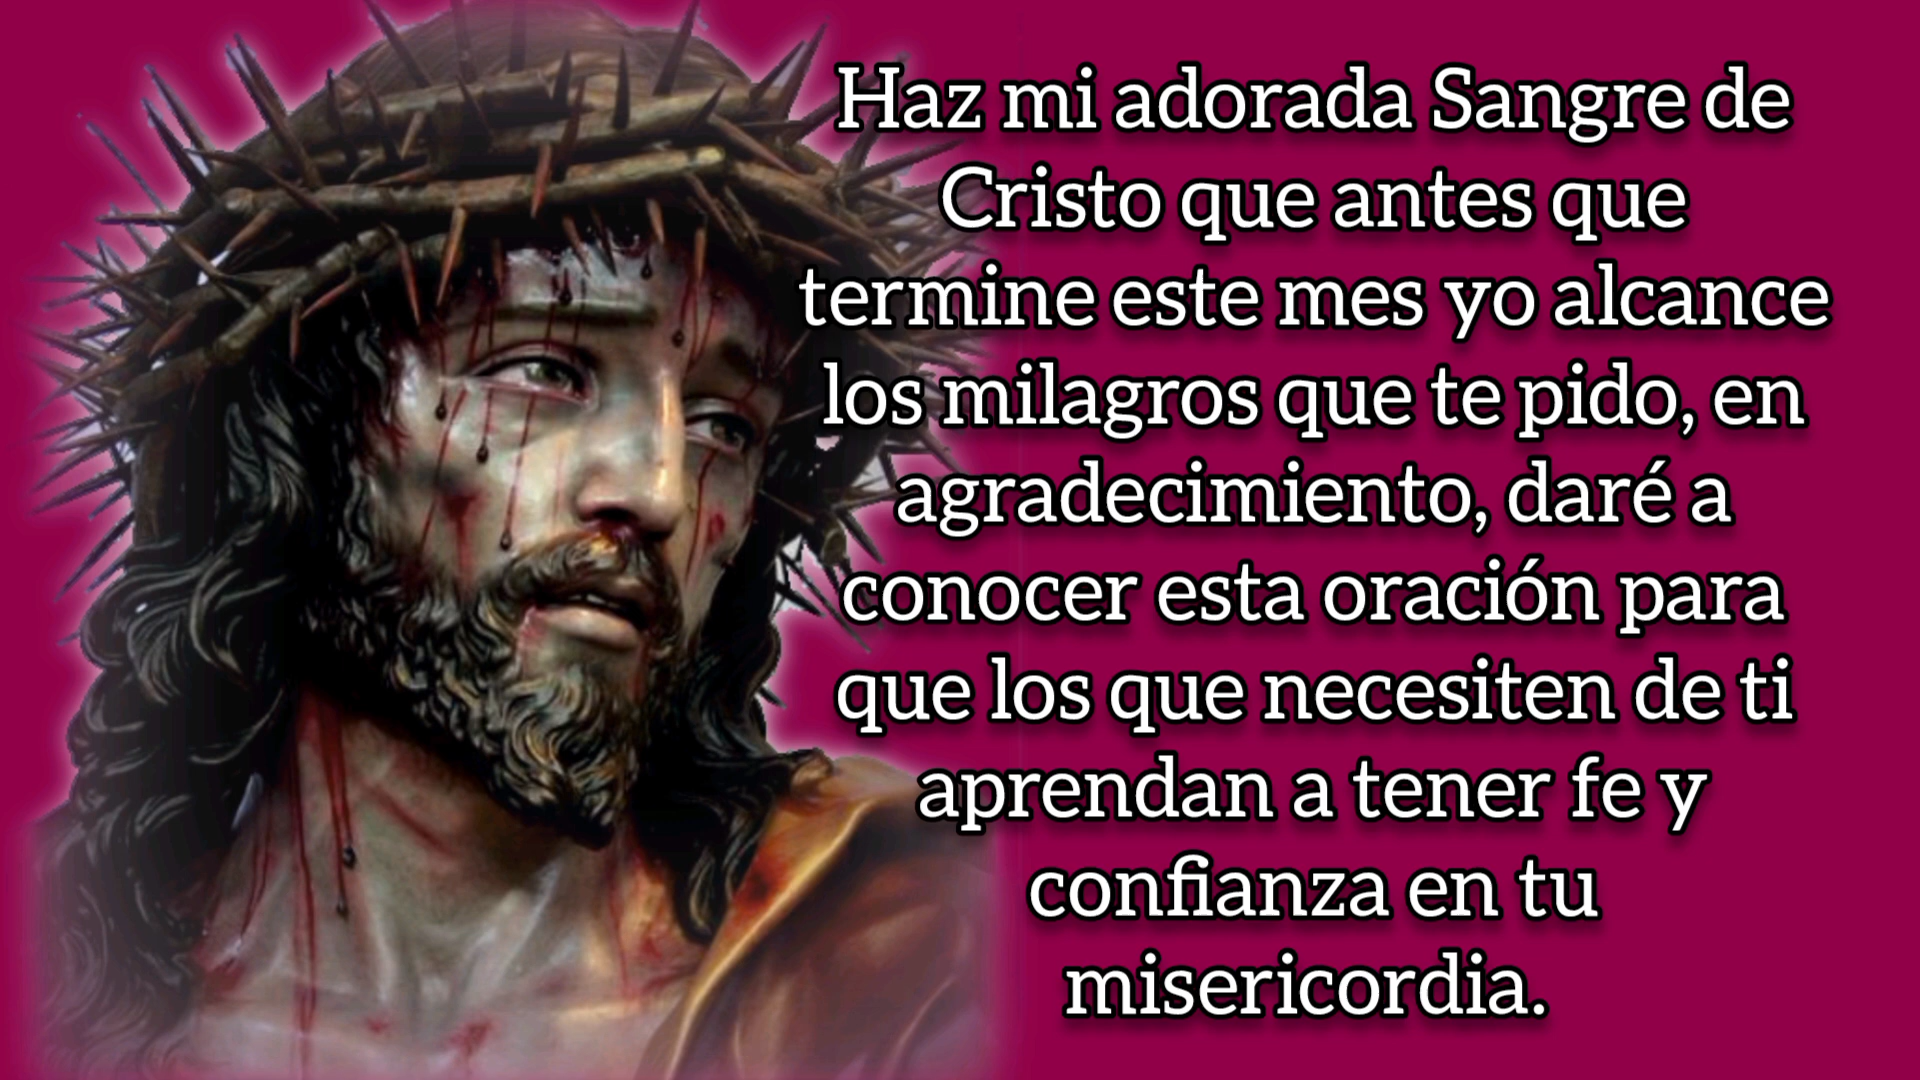 Haz mi adorada Sangre de
Cristo que antes que
termine este mes yo alcance
los milagros que te pido, en
agradecimiento, daré a
conocer esta oración para
que los que necesiten de ti
aprendan a tener fe y
confianza en tu
misericordia.